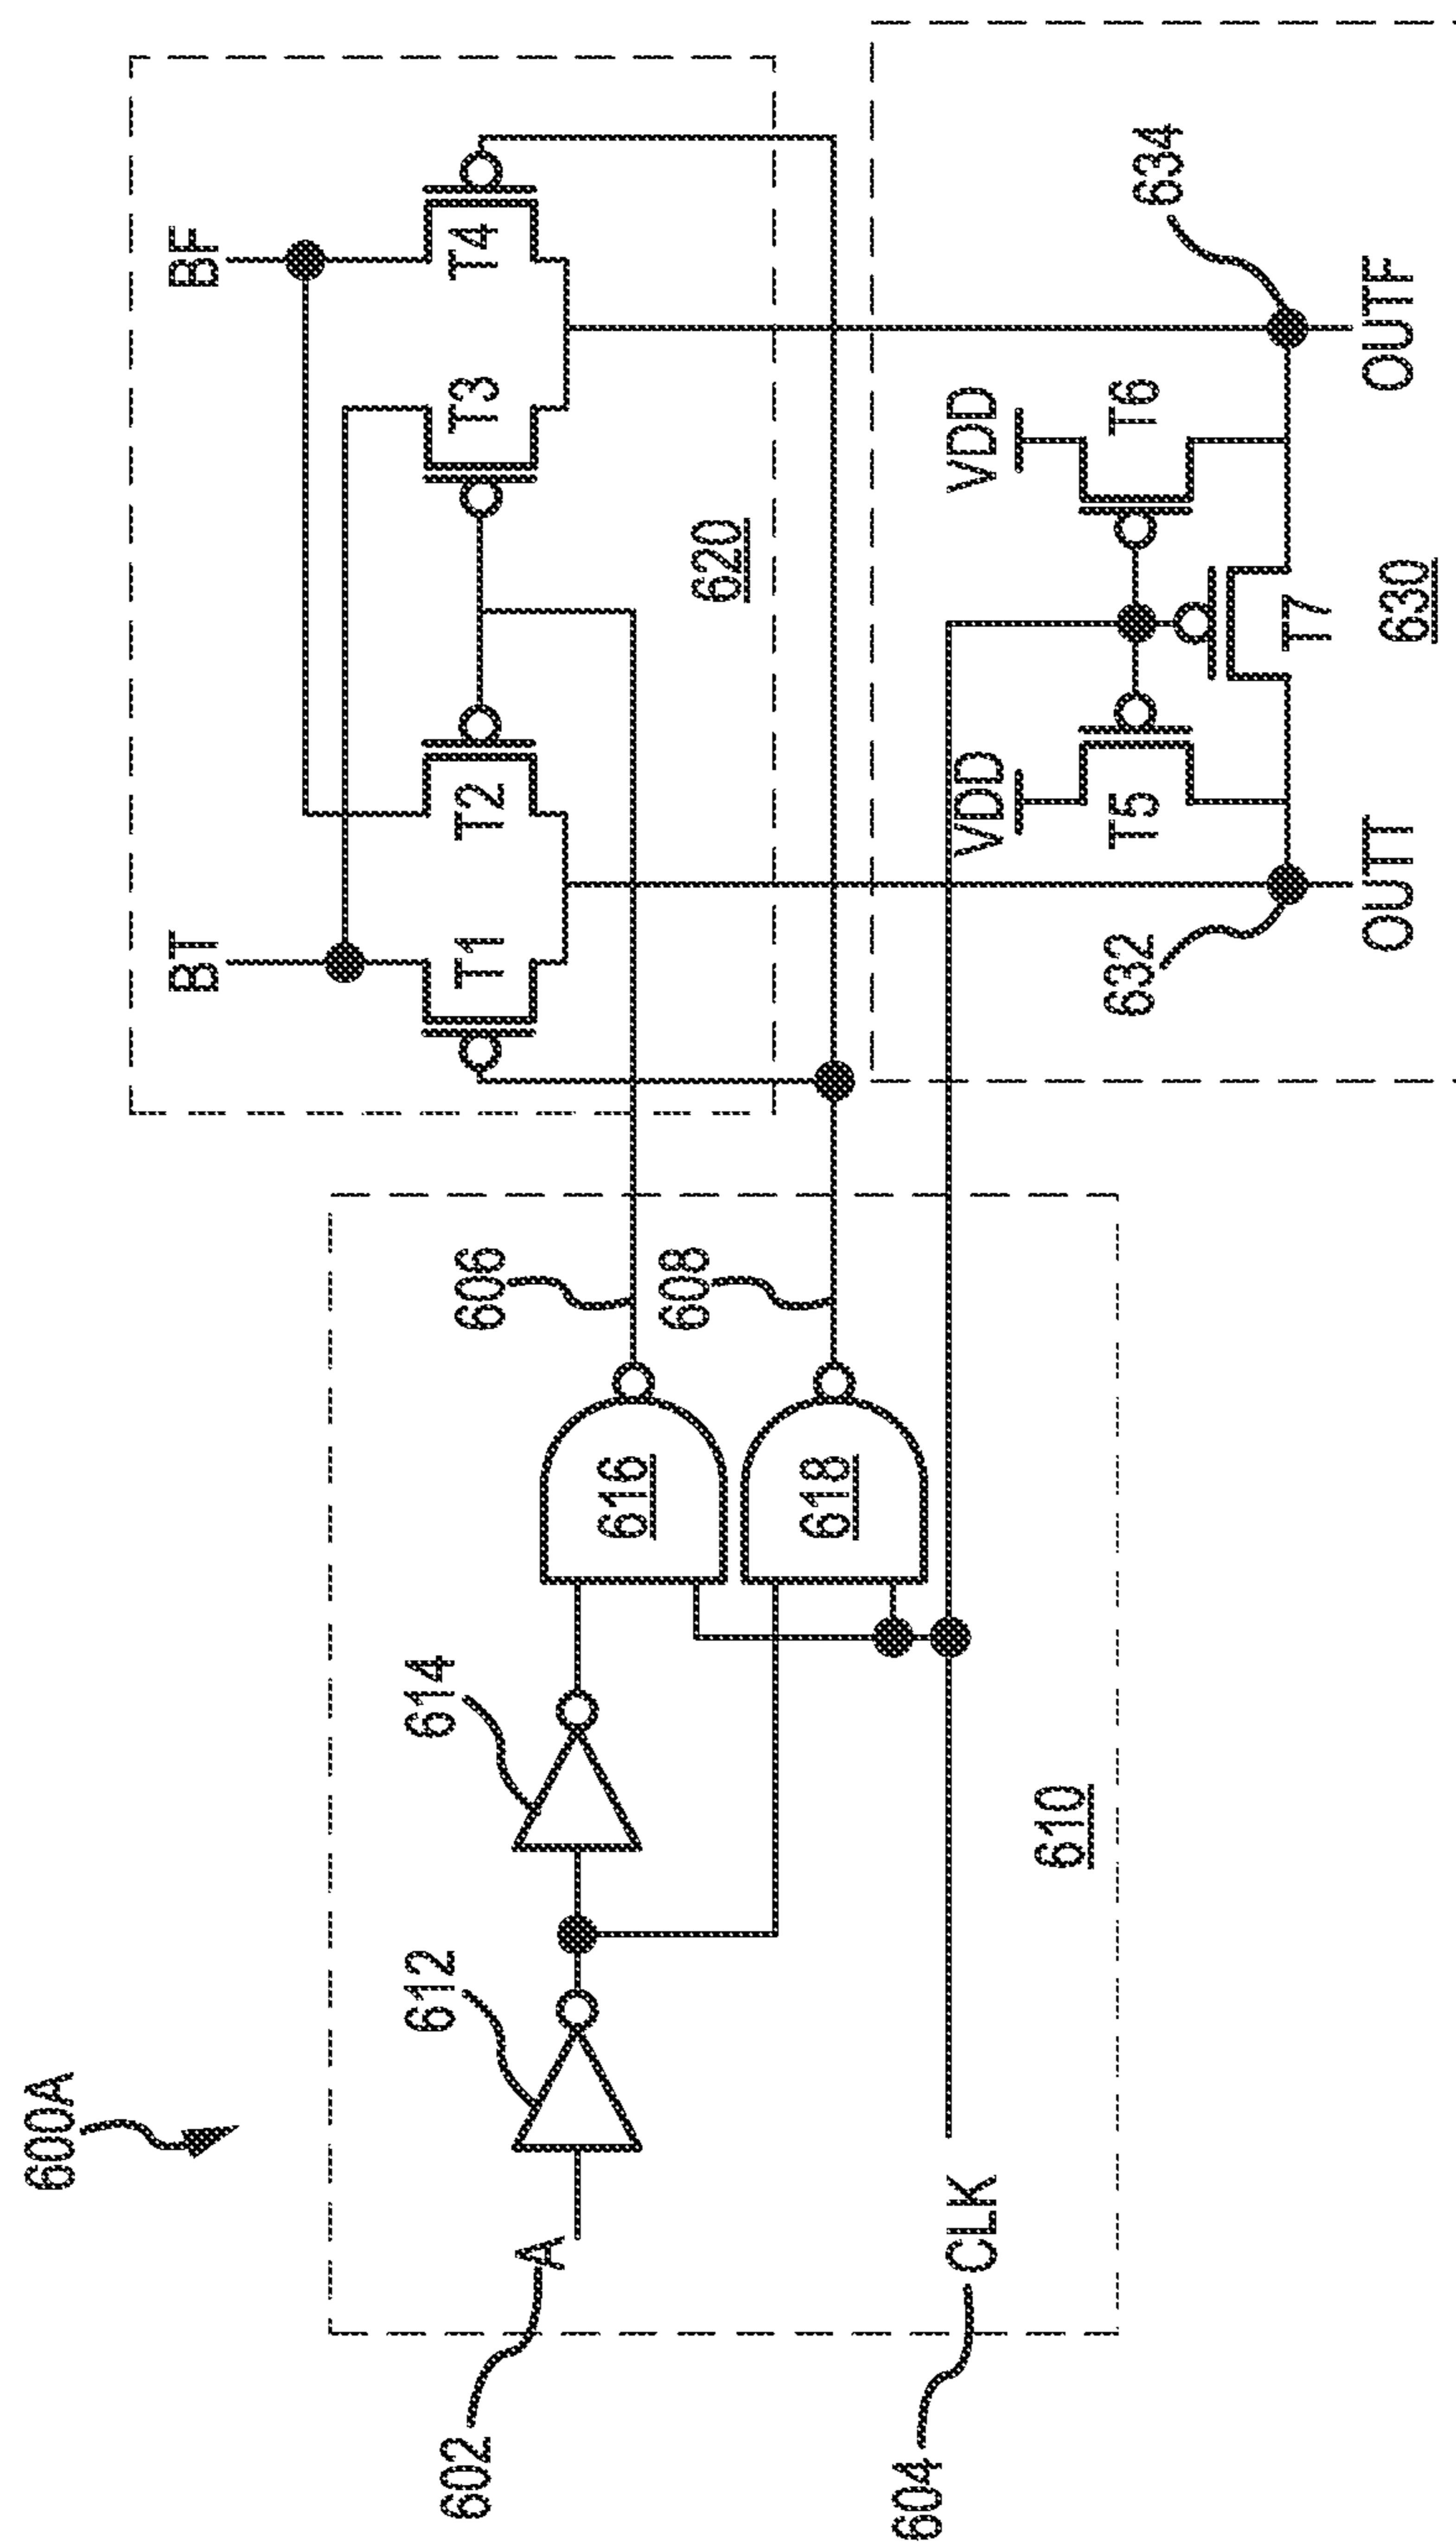 600A
BT
BF
T1
T2
T3
T4
620
602
A
612
614
616
606
618
608
604
CLK
610
VDD
VDD
T5
T6
T7
632
634
630
OUTT
OUTF